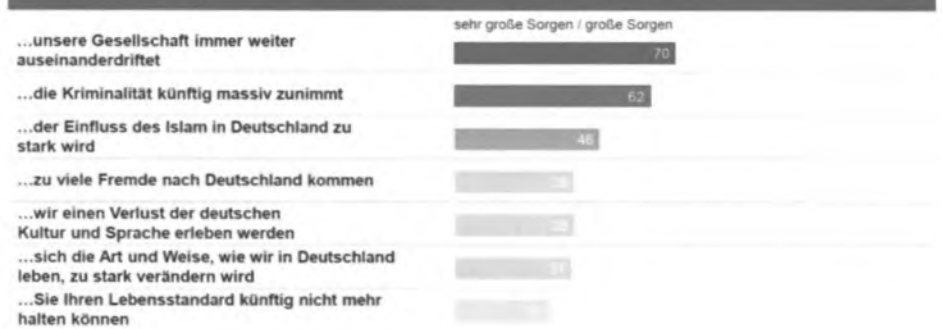 sehr große Sorgen / große Sorgen
...unsere Gesellschaft immer weiter
auseinanderdriftet
70
...die Kriminalität künftig massiv zunimmt
62
...der Einfluss des Islam in Deutschland zu
stark wird
46
...zu viele Fremde nach Deutschland kommen
...wir einen Verlust der deutschen
Kultur und Sprache erleben werden
...sich die Art und Weise, wie wir in Deutschland
leben, zu stark verändern wird
...Sie Ihren Lebensstandard künftig nicht mehr
halten können